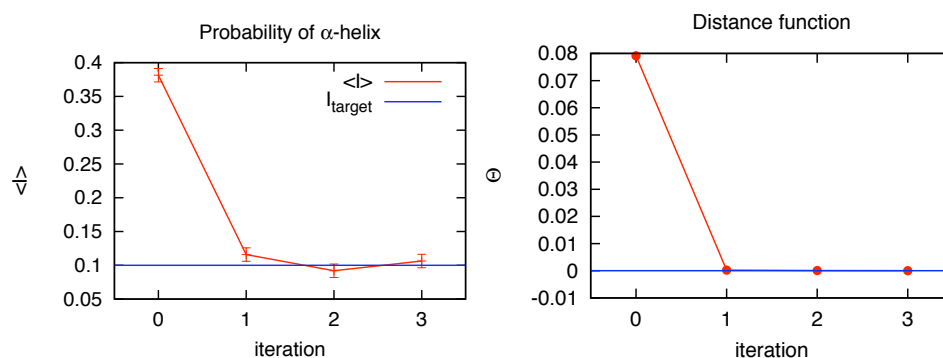 Probability of α-helix
0.4
0.35
0.3
0.25
0.2
0.15
0.1
0.05
<I>
<I>
I_target
0 1 2 3
iteration
Distance function
0.08
0.07
0.06
0.05
0.04
0.03
0.02
0.01
0
-0.01
Θ
0 1 2 3
iteration